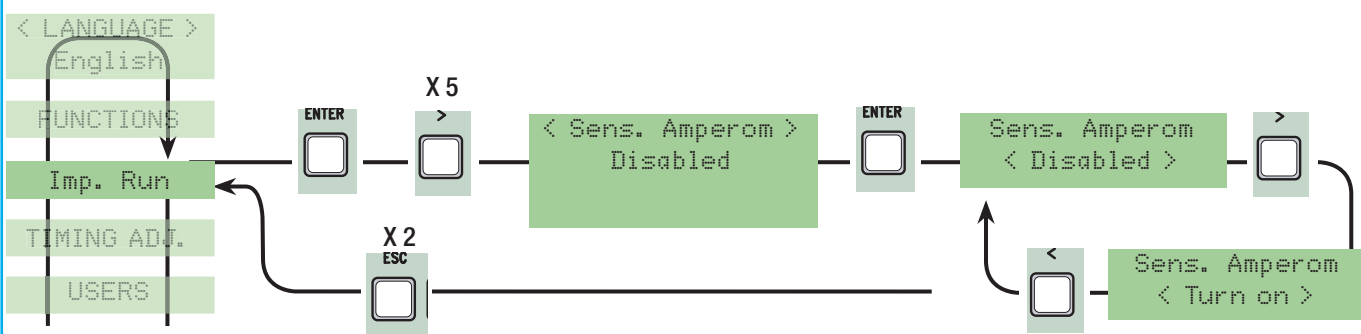 < LANGUAGE >
English
FUNCTIONS
Imp. Run
TIMING ADJ.
USERS
ENTER
X 5
>
< Sens. Amperom >
Disabled
ENTER
Sens. Amperom
< Disabled >
>
Sens. Amperom
< Turn on >
<
X 2
ESC